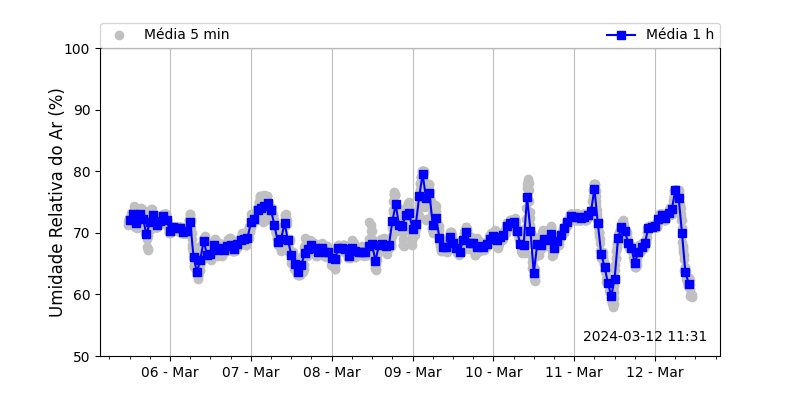 Média 5 min
Média 1 h
Umidade Relativa do Ar (%)
100
90
80
70
60
50
2024-03-12 11:31
06 - Mar
07 - Mar
08 - Mar
09 - Mar
10 - Mar
11 - Mar
12 - Mar